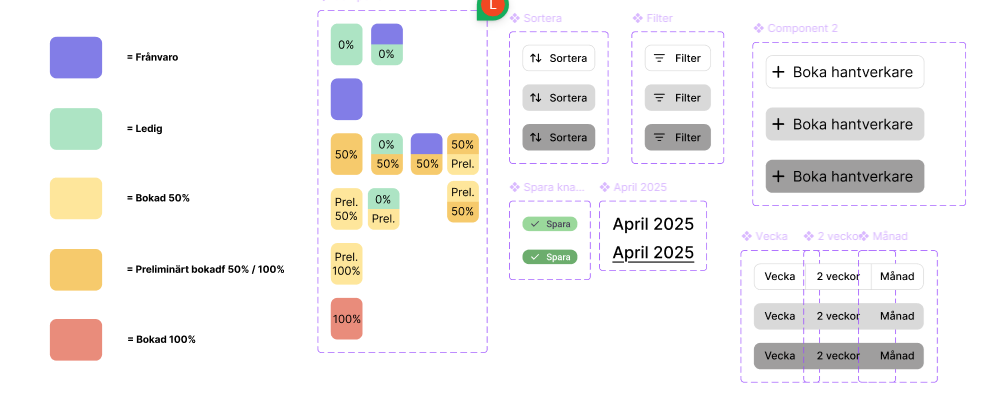 = Frånvaro
= Ledig
= Bokad 50%
= Preliminärt bokadf 50% / 100%
= Bokad 100%
L
0%
0%
50%
0%
50%
50%
50%
Prel.
Prel.
50%
0%
Prel.
Prel.
50%
Prel.
100%
100%
Sortera
Sortera
Sortera
Sortera
Filter
Filter
Filter
Filter
Component 2
Boka hantverkare
Boka hantverkare
Boka hantverkare
Spara kna...
Spara
Spara
April 2025
April 2025
April 2025
Vecka
2 veckor
Månad
Vecka
2 veckor
Månad
Vecka
2 veckor
Månad
Vecka
2 veckor
Månad